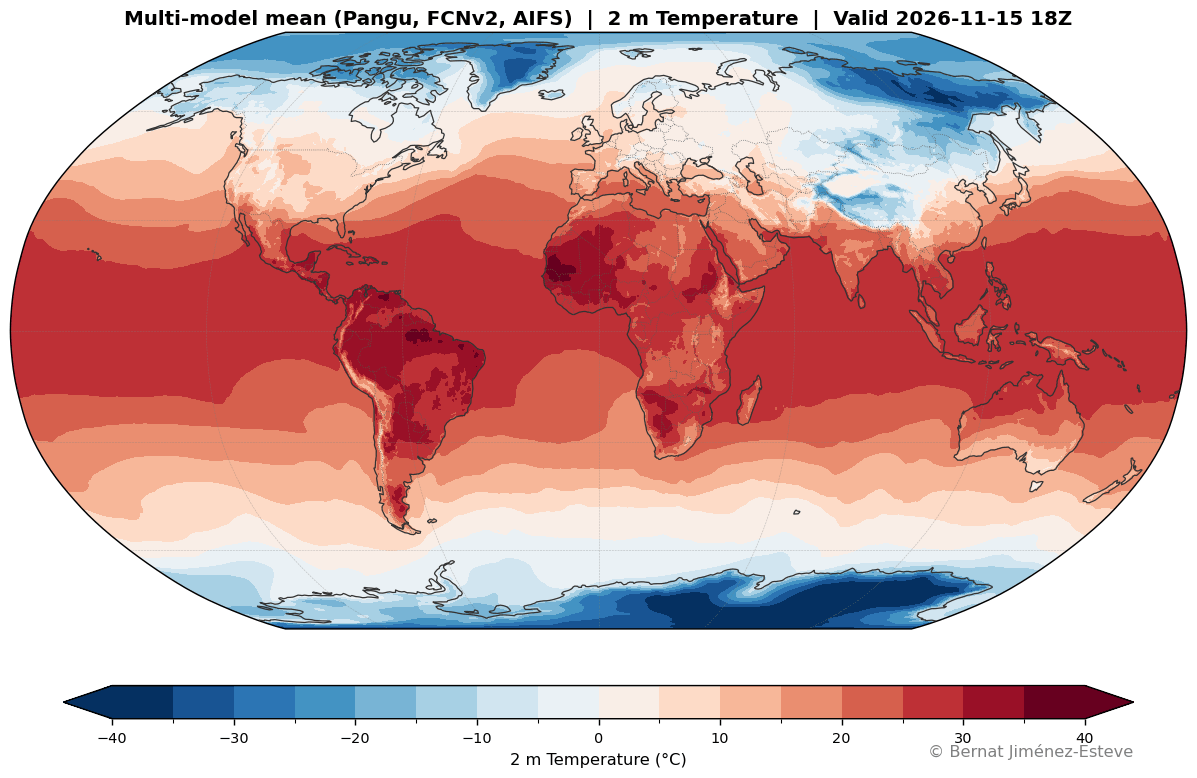 Multi-model mean (Pangu, FCNv2, AIFS)  |  2 m Temperature  |  Valid 2026-11-15 18Z
−40 −30 −20 −10 0 10 20 30 40
2 m Temperature (°C)
© Bernat Jiménez-Esteve